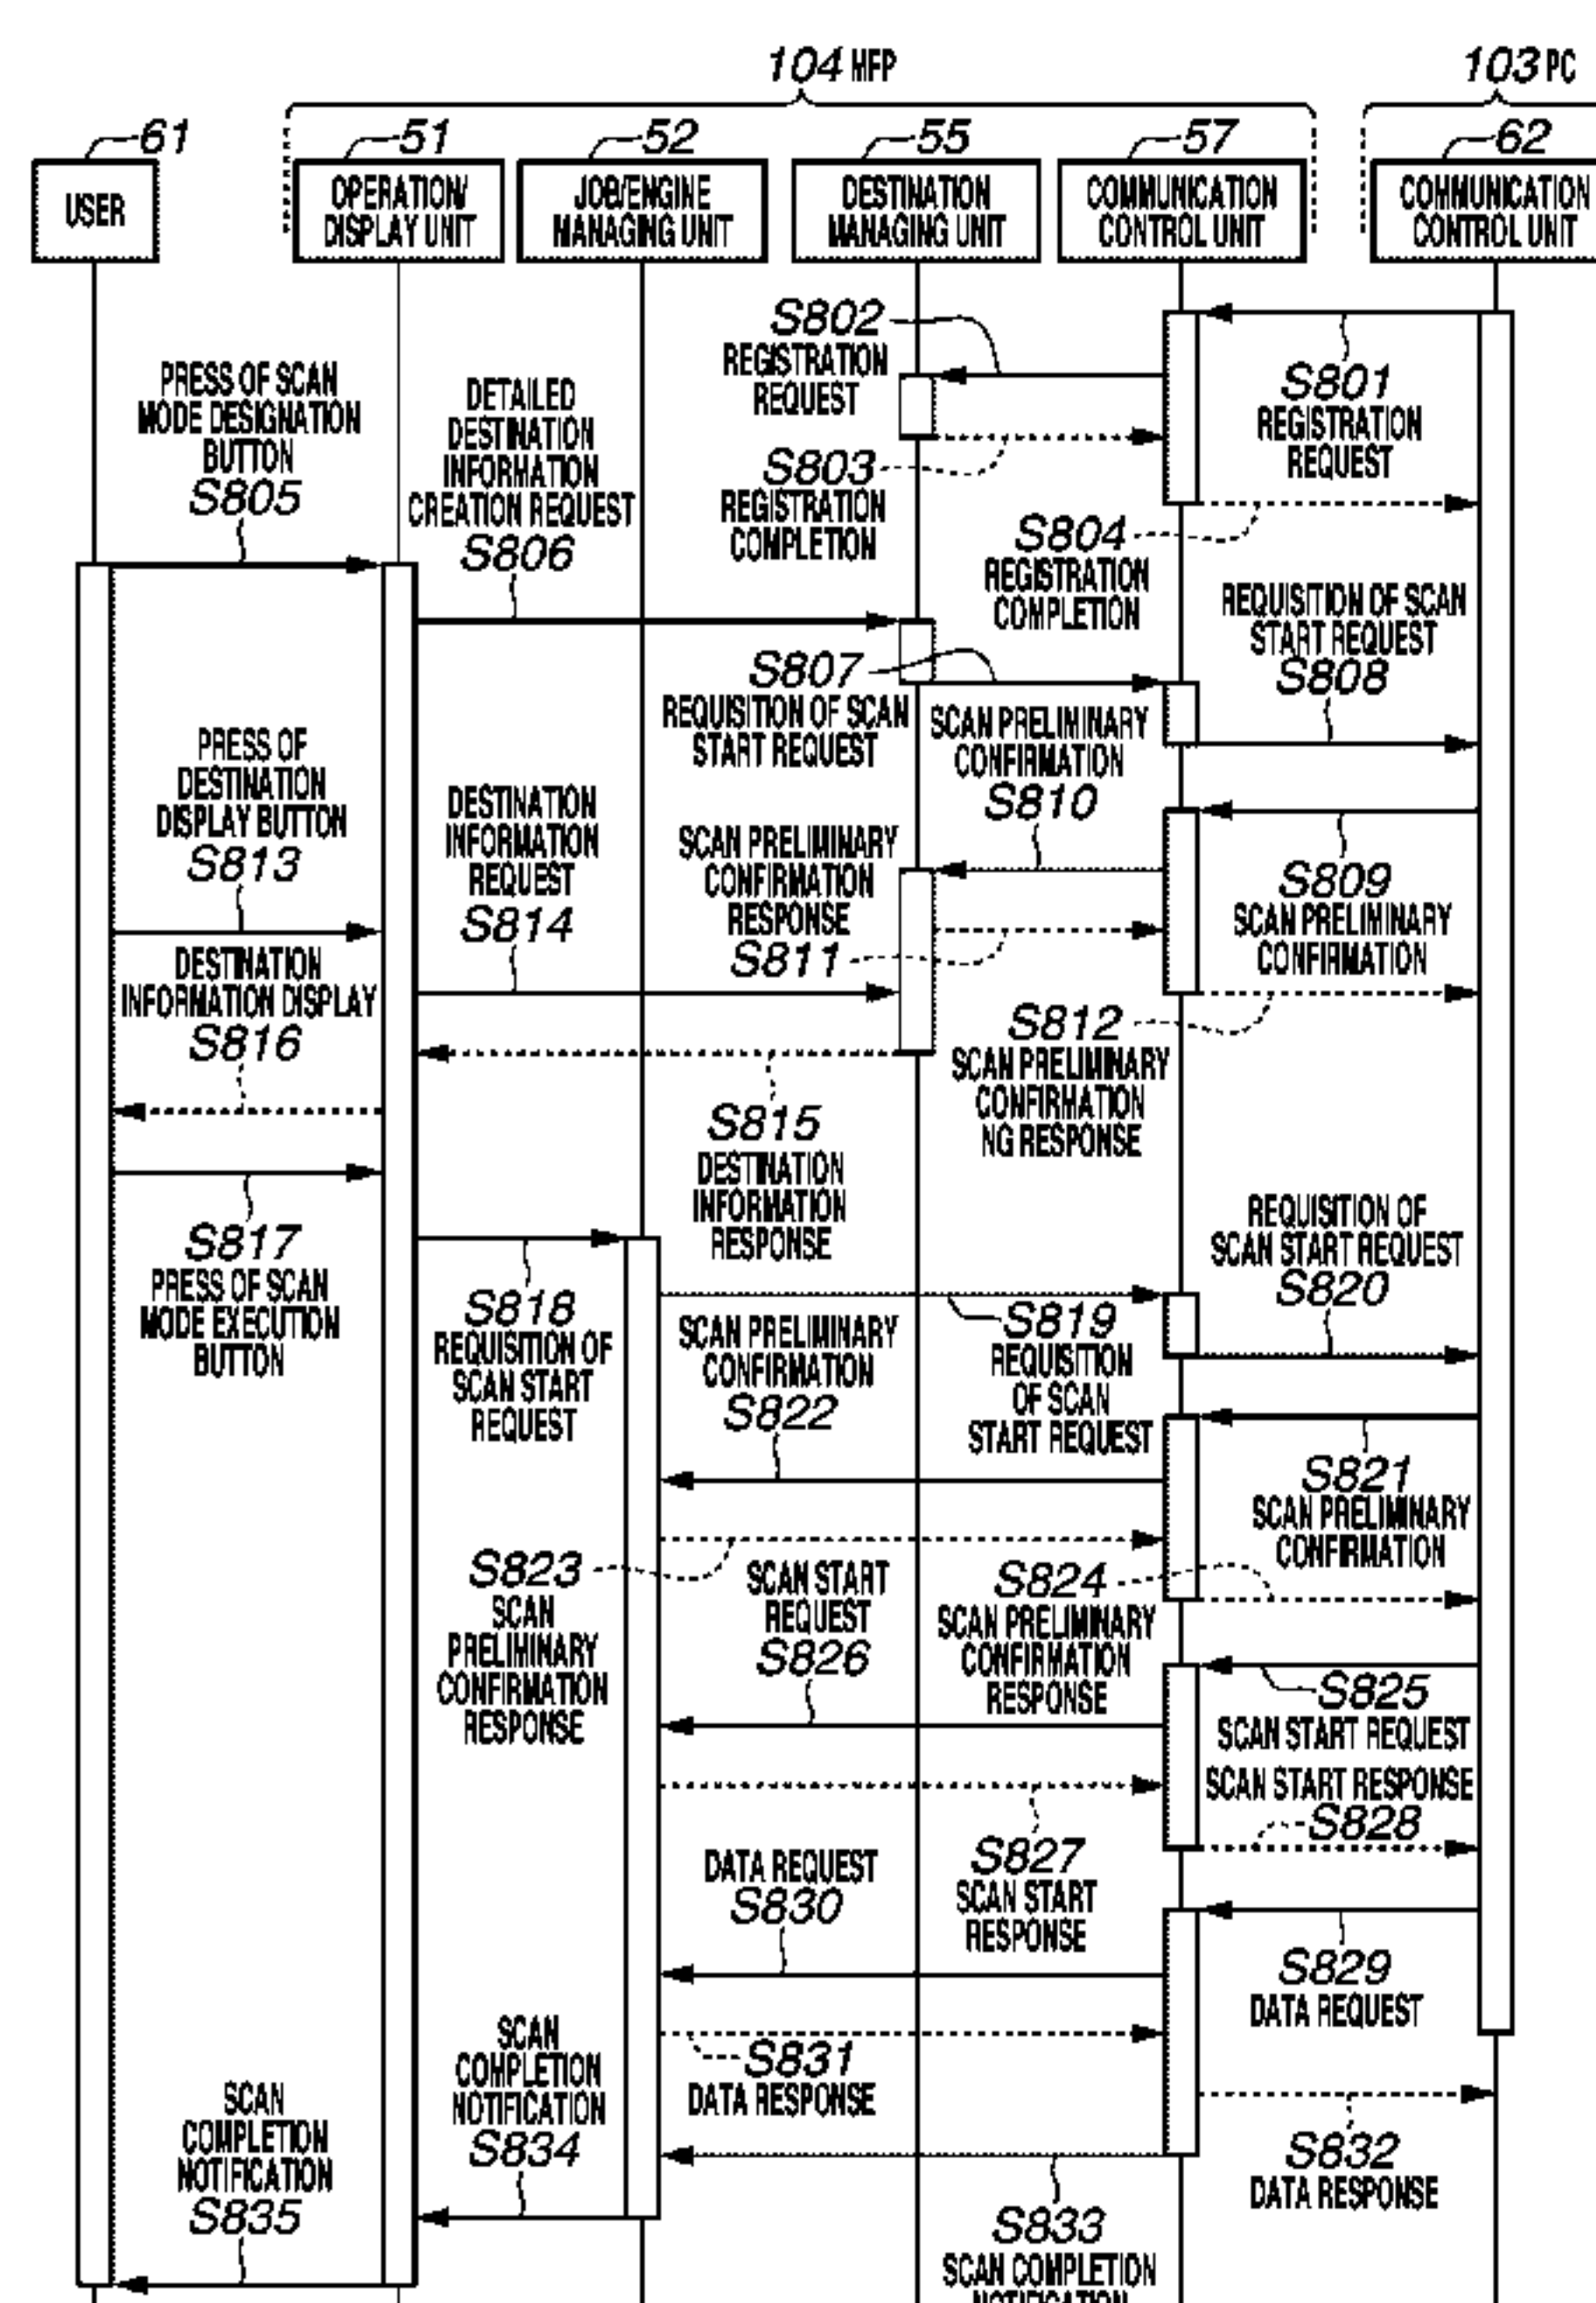 104 MFP
103 PC
61
51
52
55
57
62
USER
OPERATION/
DISPLAY UNIT
JOB/ENGINE
MANAGING UNIT
DESTINATION
MANAGING UNIT
COMMUNICATION
CONTROL UNIT
COMMUNICATION
CONTROL UNIT
S802
REGISTRATION
REQUEST
S801
REGISTRATION
REQUEST
S803
REGISTRATION
COMPLETION
S804
REGISTRATION
COMPLETION
PRESS OF SCAN
MODE DESIGNATION
BUTTON
S805
DETAILED
DESTINATION
INFORMATION
CREATION REQUEST
S806
S807
REQUISITION OF SCAN
START REQUEST
REQUISITION OF SCAN
START REQUEST
S808
S809
SCAN PRELIMINARY
CONFIRMATION
SCAN PRELIMINARY
CONFIRMATION
S810
SCAN PRELIMINARY
CONFIRMATION
RESPONSE
S811
S812
SCAN PRELIMINARY
CONFIRMATION
NG RESPONSE
PRESS OF
DESTINATION
DISPLAY BUTTON
S813
DESTINATION
INFORMATION
REQUEST
S814
S815
DESTINATION
INFORMATION
RESPONSE
DESTINATION
INFORMATION DISPLAY
S816
S817
PRESS OF SCAN
MODE EXECUTION
BUTTON
S818
REQUISITION OF
SCAN START
REQUEST
S819
REQUISITION
OF SCAN
START REQUEST
REQUISITION OF
SCAN START REQUEST
S820
S821
SCAN PRELIMINARY
CONFIRMATION
SCAN PRELIMINARY
CONFIRMATION
S822
S823
SCAN
PRELIMINARY
CONFIRMATION
RESPONSE
S824
SCAN PRELIMINARY
CONFIRMATION
RESPONSE
S825
SCAN START REQUEST
SCAN START
REQUEST
S826
S827
SCAN START
RESPONSE
SCAN START RESPONSE
S828
S829
DATA REQUEST
DATA REQUEST
S830
S831
DATA RESPONSE
S832
DATA RESPONSE
S833
SCAN COMPLETION
NOTIFICATION
SCAN
COMPLETION
NOTIFICATION
S834
SCAN
COMPLETION
NOTIFICATION
S835